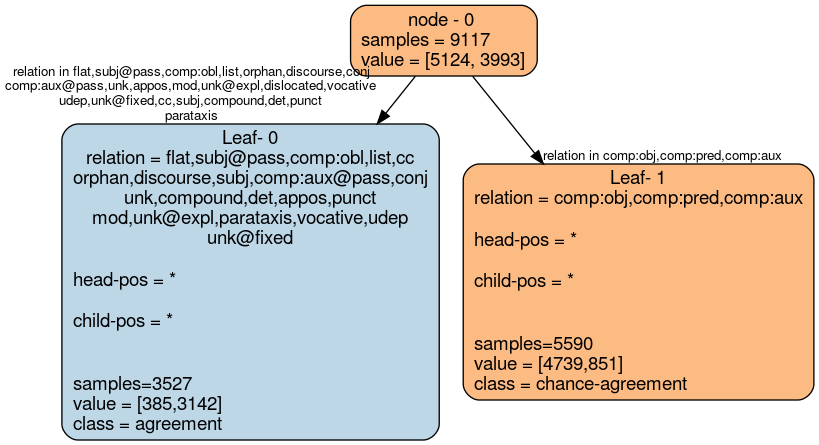 node - 0
samples = 9117
value = [5124, 3993]
relation in flat,subj@pass,comp:obl,list,orphan,discourse,conj
comp:aux@pass,unk,appos,mod,unk@expl,dislocated,vocative
udep,unk@fixed,cc,subj,compound,det,punct
parataxis
relation in comp:obj,comp:pred,comp:aux
Leaf- 0
relation = flat,subj@pass,comp:obl,list,cc
orphan,discourse,subj,comp:aux@pass,conj
unk,compound,det,appos,punct
mod,unk@expl,parataxis,vocative,udep
unk@fixed
head-pos = *
child-pos = *
samples=3527
value = [385,3142]
class = agreement
Leaf- 1
relation = comp:obj,comp:pred,comp:aux
head-pos = *
child-pos = *
samples=5590
value = [4739,851]
class = chance-agreement